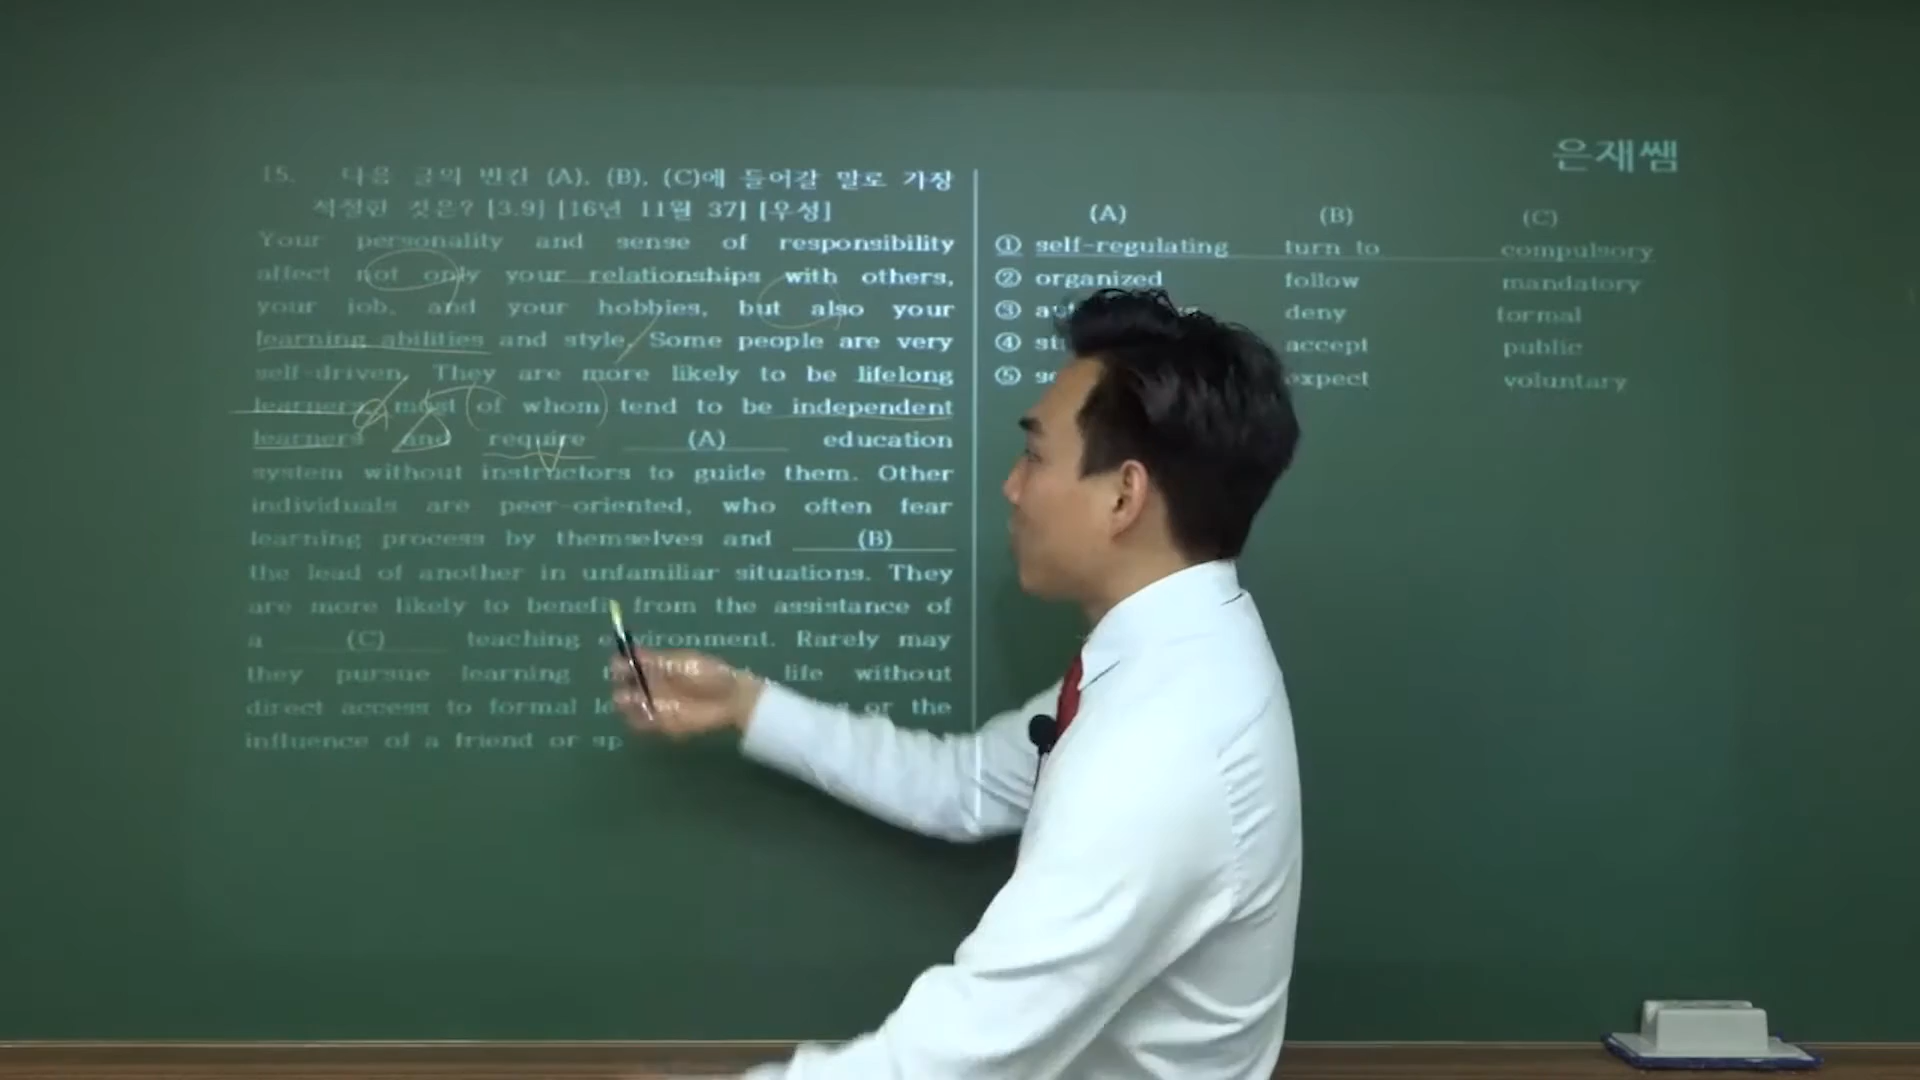 은재쌤
15. 다음 글의 빈칸 (A), (B), (C)에 들어갈 말로 가장
적절한 것은? [3.9] [16년 11월 37] [우성]
Your personality and sense of responsibility
affect not only your relationships with others,
your job, and your hobbies, but also your
learning abilities and style. Some people are very
self-driven. They are more likely to be lifelong
learners most of whom tend to be independent
learners and require (A) education
system without instructors to guide them. Other
individuals are peer-oriented, who often fear
learning process by themselves and (B)
the lead of another in unfamiliar situations. They
are more likely to benefit from the assistance of
a (C) teaching environment. Rarely may
they pursue learning life without
direct access to formal or the
influence of a friend or
(A) (B) (C)
① self-regulating turn to compulsory
② organized follow mandatory
③ deny formal
④ accept public
⑤ expect voluntary